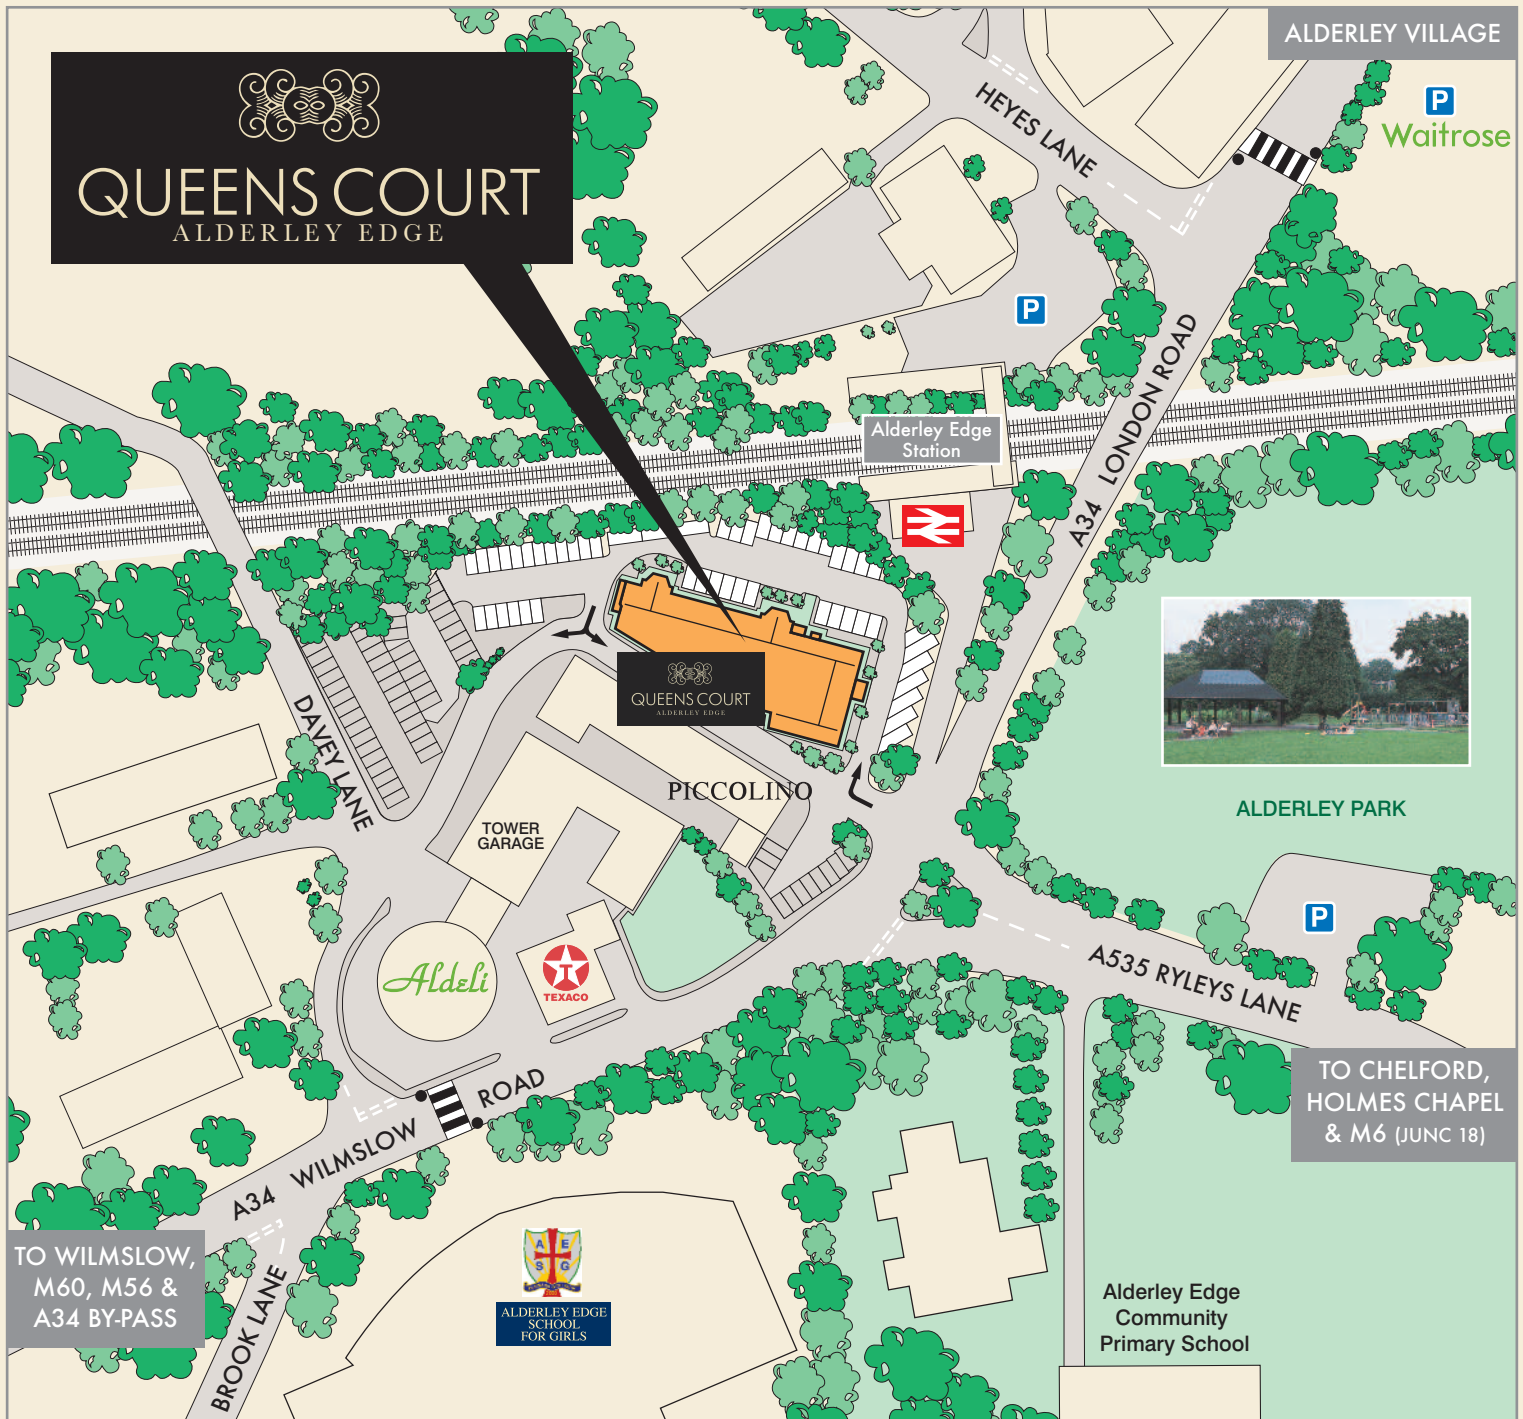 ALDERLEY VILLAGE
P
Waitrose
QUEENS COURT
ALDERLEY EDGE
HEYES LANE
P
A34 LONDON ROAD
Alderley Edge
Station
QUEENS COURT
ALDERLEY EDGE
DAVEY LANE
PICCOLINO
ALDERLEY PARK
TOWER
GARAGE
P
A535 RYLEYS LANE
Aldeli
T
TEXACO
TO CHELFORD,
HOLMES CHAPEL
& M6 (JUNC 18)
A34 WILMSLOW ROAD
TO WILMSLOW,
M60, M56 &
A34 BY-PASS
BROOK LANE
A E
S G
ALDERLEY EDGE
SCHOOL
FOR GIRLS
Alderley Edge
Community
Primary School